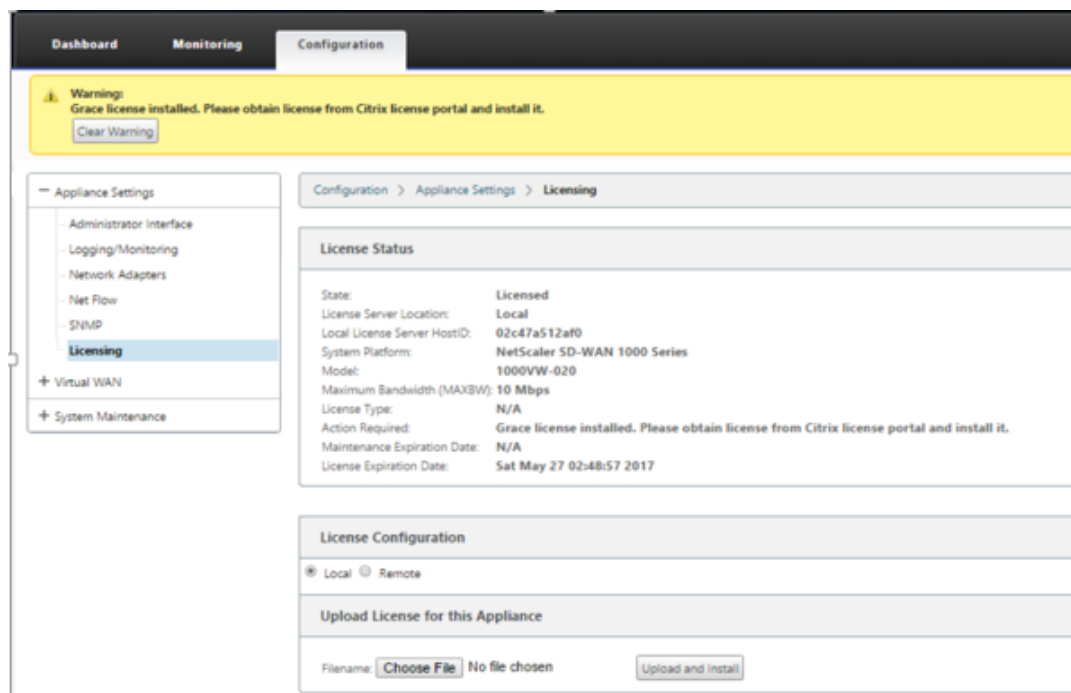 Dashboard Monitoring Configuration
Warning:
Grace license installed. Please obtain license from Citrix license portal and install it.
Clear Warning
Appliance Settings
Administrator Interface
Logging/Monitoring
Network Adapters
Net Flow
SNMP
Licensing
Virtual WAN
System Maintenance
Configuration > Appliance Settings > Licensing
License Status
State: Licensed
License Server Location: Local
Local License Server HostID: 02c47a512af0
System Platform: NetScaler SD-WAN 1000 Series
Model: 1000VW-020
Maximum Bandwidth (MAXBW): 10 Mbps
License Type: N/A
Action Required: Grace license installed. Please obtain license from Citrix license portal and install it.
Maintenance Expiration Date: N/A
License Expiration Date: Sat May 27 02:48:57 2017
License Configuration
Local Remote
Upload License for this Appliance
Filename: Choose File No file chosen Upload and Install